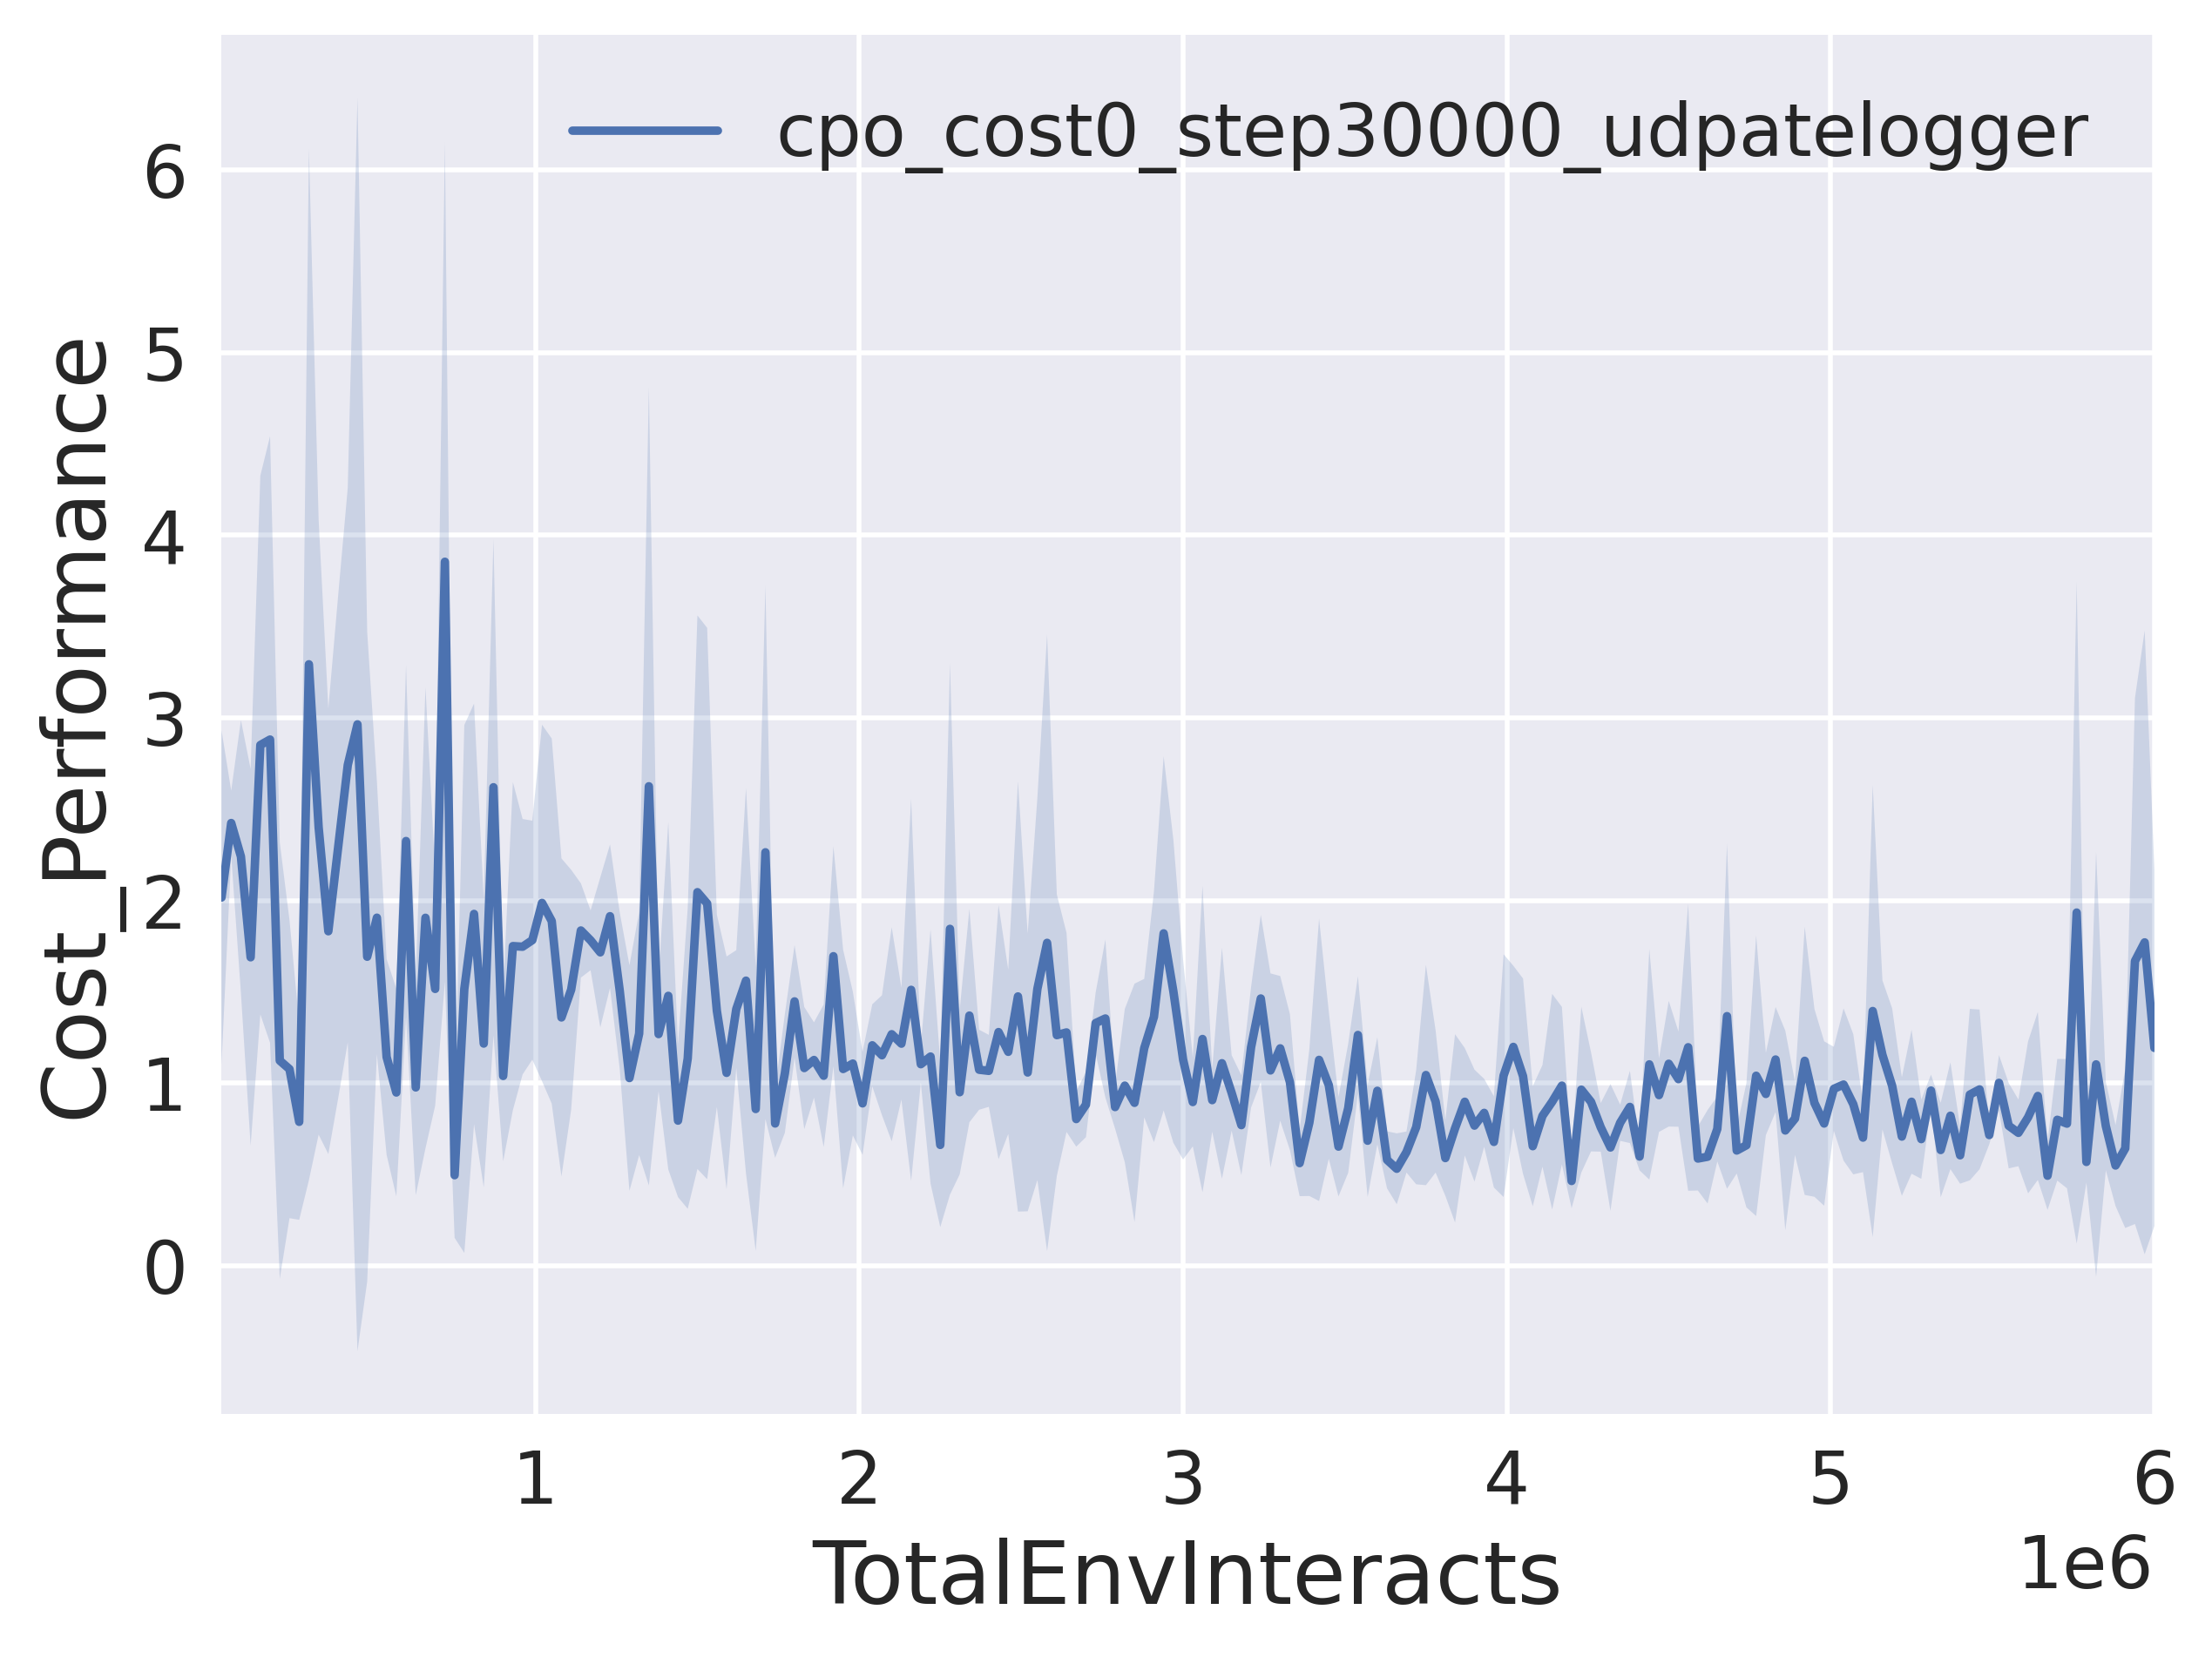 cpo_cost0_step30000_udpatelogger
Cost_Performance
6
5
4
3
2
1
0
1 2 3 4 5 6
1e6
TotalEnvInteracts